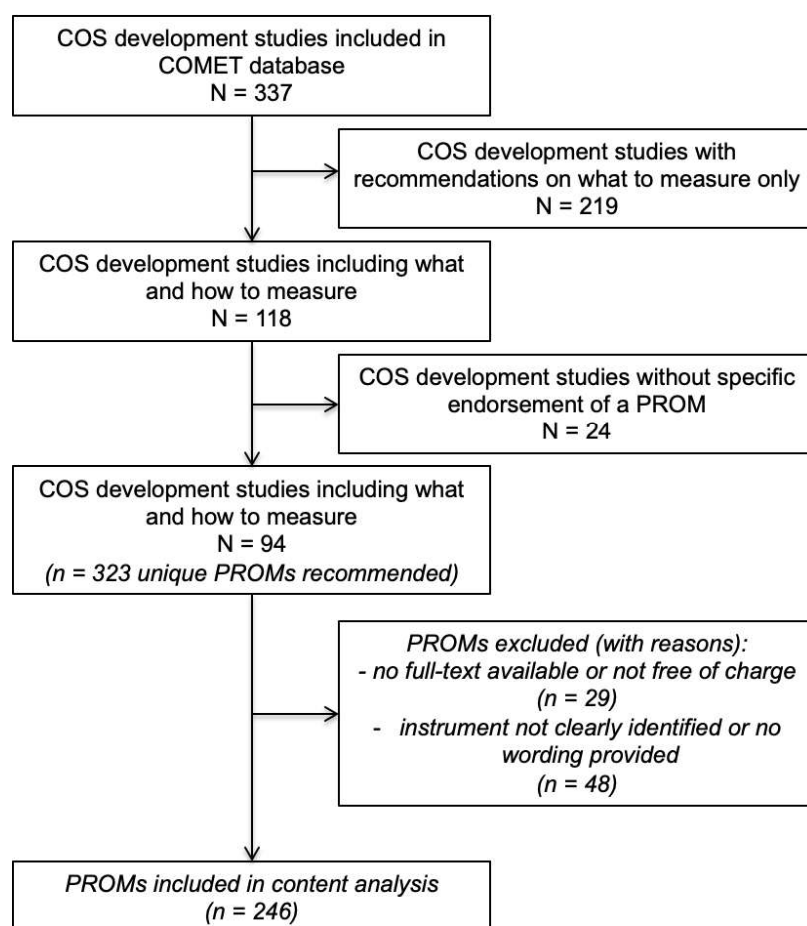 COS development studies included in
COMET database
N = 337
COS development studies with
recommendations on what to measure only
N = 219
COS development studies including what
and how to measure
N = 118
COS development studies without specific
endorsement of a PROM
N = 24
COS development studies including what
and how to measure
N = 94
(n = 323 unique PROMs recommended)
PROMs excluded (with reasons):
- no full-text available or not free of charge
(n = 29)
- instrument not clearly identified or no
wording provided
(n = 48)
PROMs included in content analysis
(n = 246)